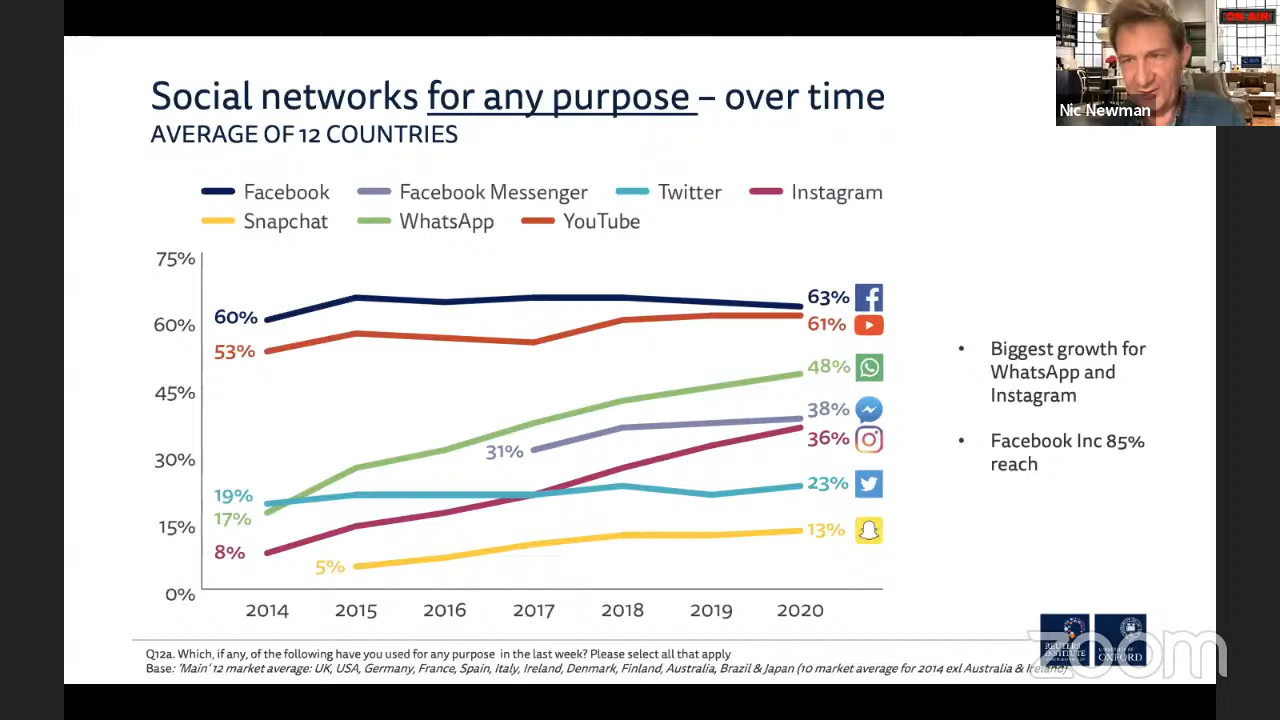 ON AIR
Nic Newman
Social networks for any purpose – over time
AVERAGE OF 12 COUNTRIES
Facebook
Facebook Messenger
Twitter
Instagram
Snapchat
WhatsApp
YouTube
75%
60%
45%
30%
15%
0%
60%
53%
19%
17%
8%
5%
31%
63%
61%
48%
38%
36%
23%
13%
2014 2015 2016 2017 2018 2019 2020
• Biggest growth for
WhatsApp and
Instagram
• Facebook Inc 85%
reach
Q12a. Which, if any, of the following have you used for any purpose in the last week? Please select all that apply
Base: 'Main' 12 market average: UK, USA, Germany, France, Spain, Italy, Ireland, Denmark, Finland, Australia, Brazil & Japan (10 market average for 2014 exl Australia & Ireland)
REUTERS
INSTITUTE
OXFORD
zoom